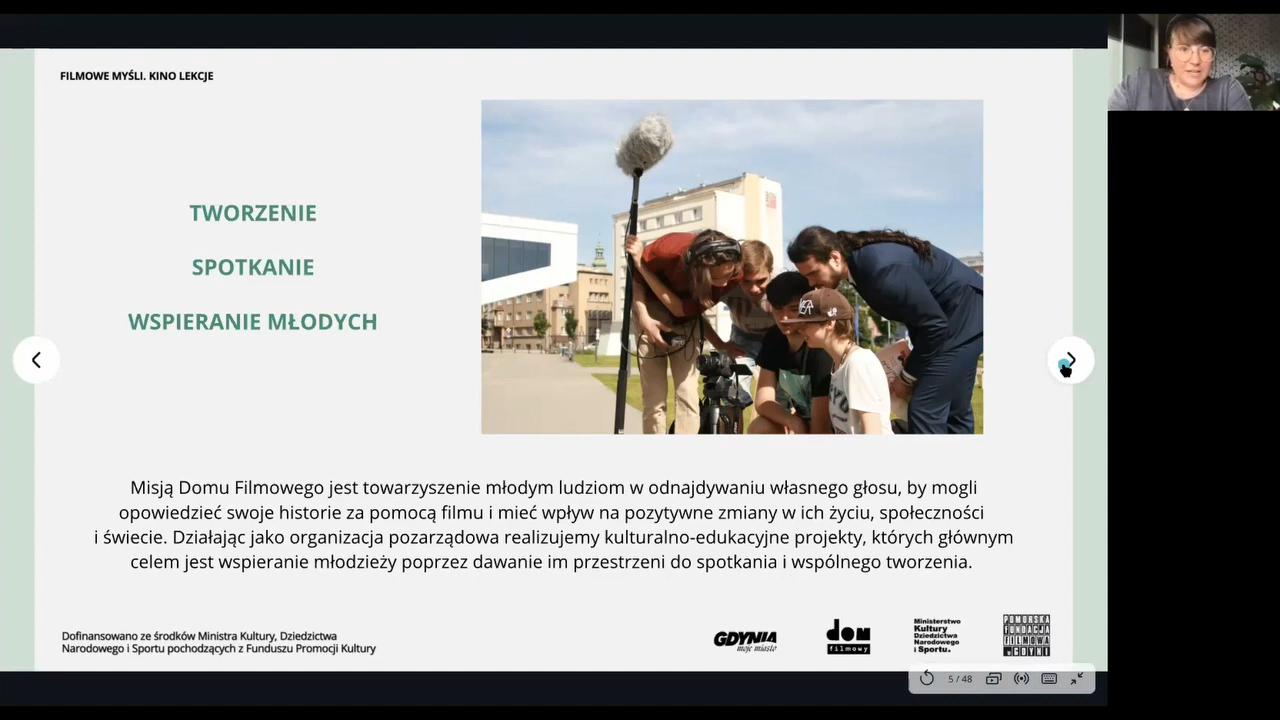 FILMOWE MYŚLI. KINO LEKCJE
TWORZENIE
SPOTKANIE
WSPIERANIE MŁODYCH
Misją Domu Filmowego jest towarzyszenie młodym ludziom w odnajdywaniu własnego głosu, by mogli
opowiedzieć swoje historie za pomocą filmu i mieć wpływ na pozytywne zmiany w ich życiu, społeczności
i świecie. Działając jako organizacja pozarządowa realizujemy kulturalno-edukacyjne projekty, których głównym
celem jest wspieranie młodzieży poprzez dawanie im przestrzeni do spotkania i wspólnego tworzenia.
Dofinansowano ze środków Ministra Kultury, Dziedzictwa
Narodowego i Sportu pochodzących z Funduszu Promocji Kultury
GDYNIA
moje miasto
dom
filmowy
Ministerstwo
Kultury
Dziedzictwa
Narodowego
i Sportu.
POMORSKA
FUNDACJA
FILMOWA
W GDYNI
5 / 48